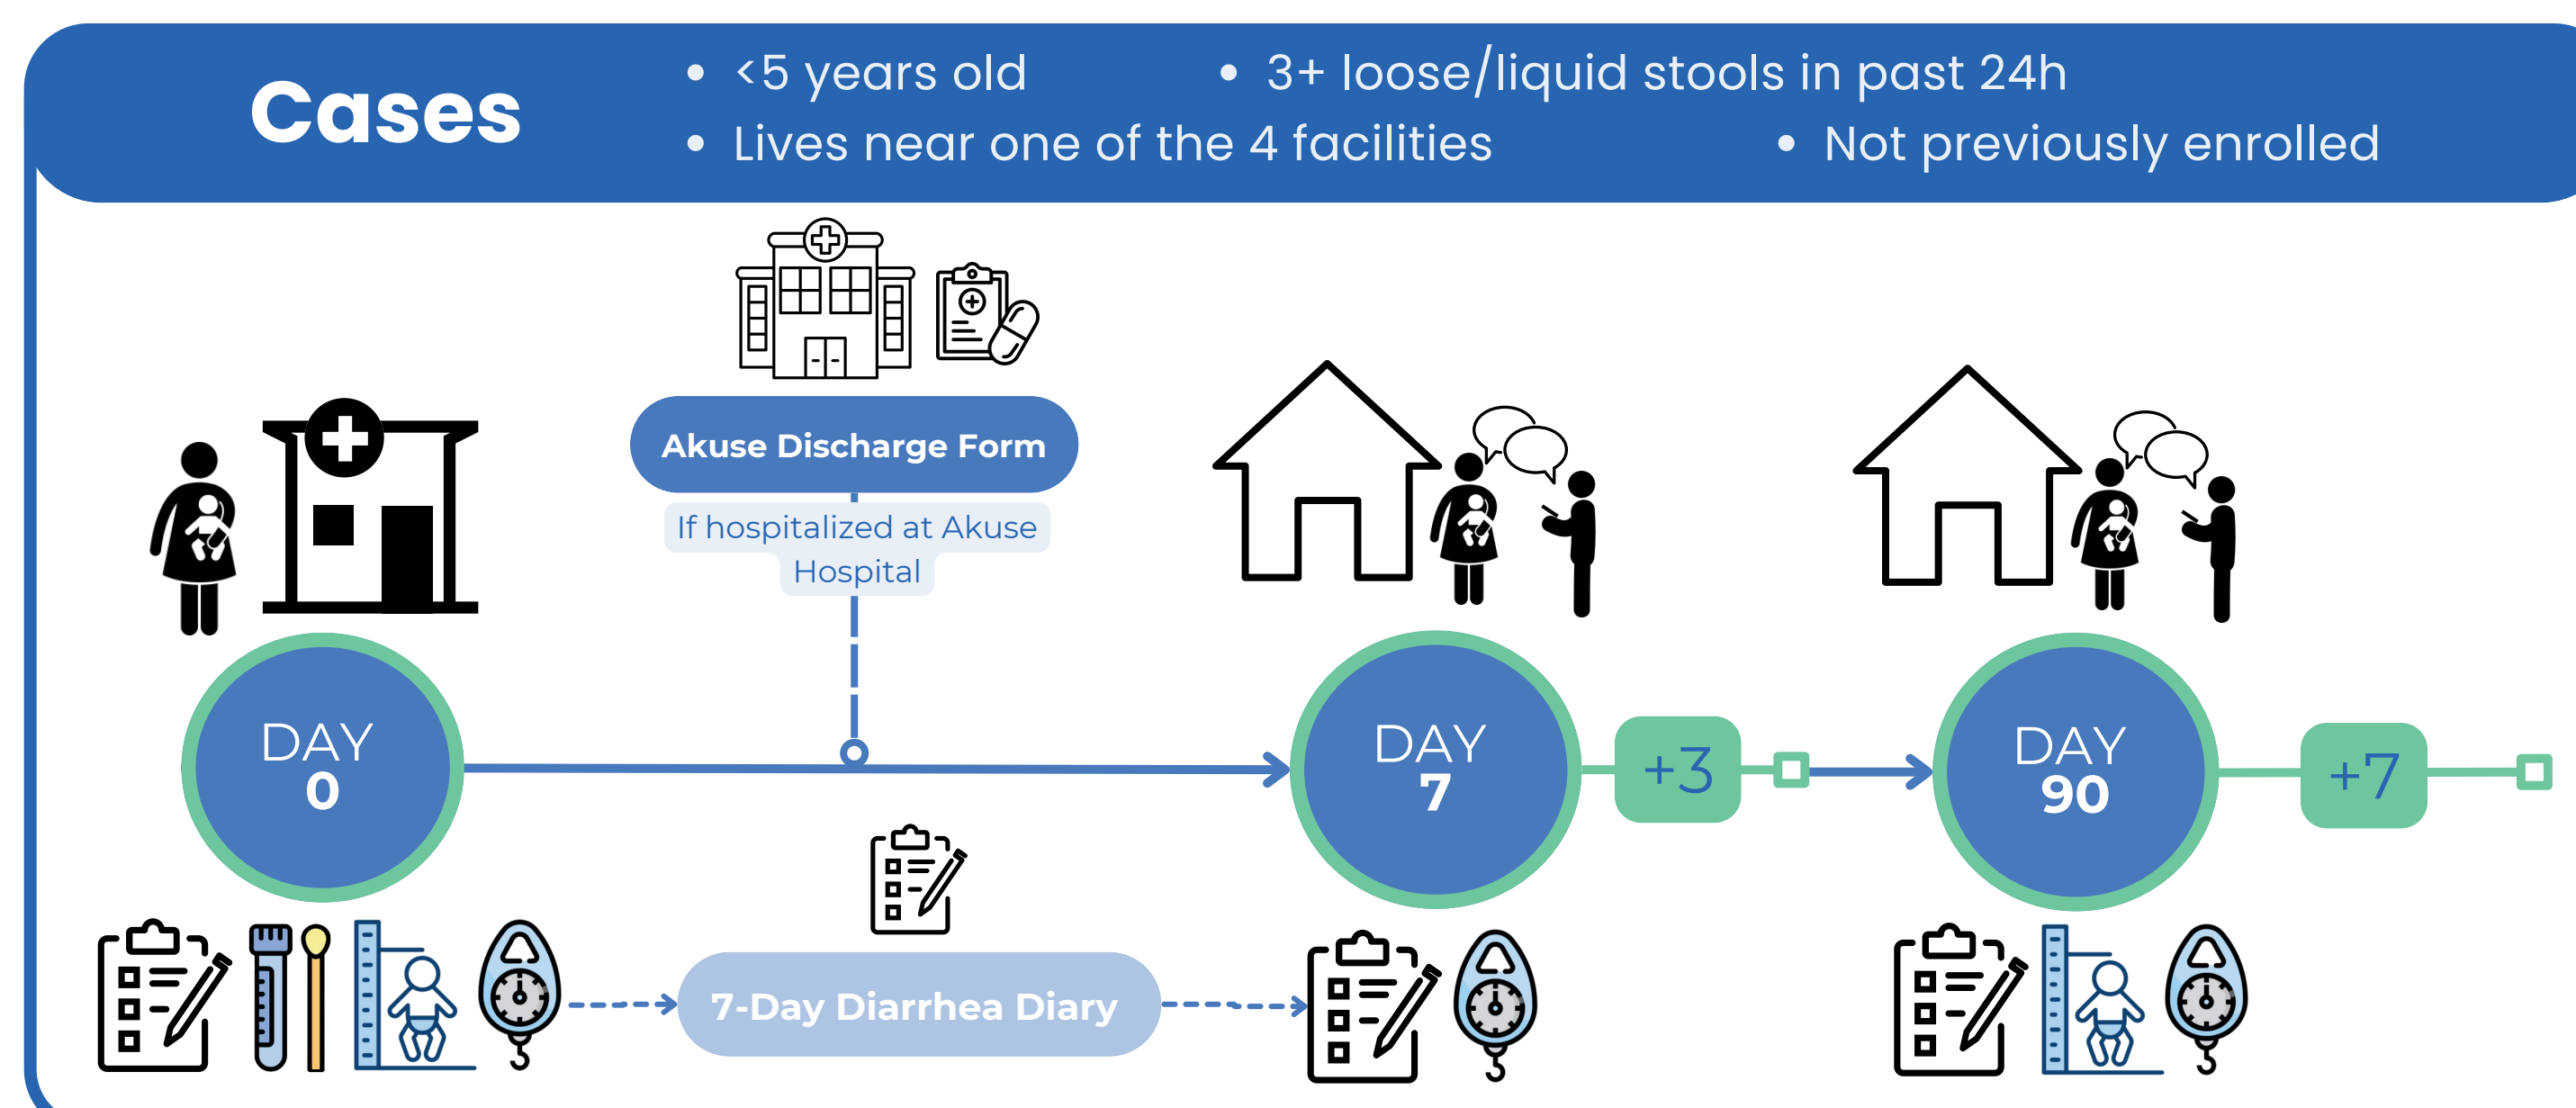 Cases
• <5 years old
• 3+ loose/liquid stools in past 24h
• Lives near one of the 4 facilities
• Not previously enrolled
Akuse Discharge Form
If hospitalized at Akuse
Hospital
DAY
0
DAY
7
+3
DAY
90
+7
7-Day Diarrhea Diary